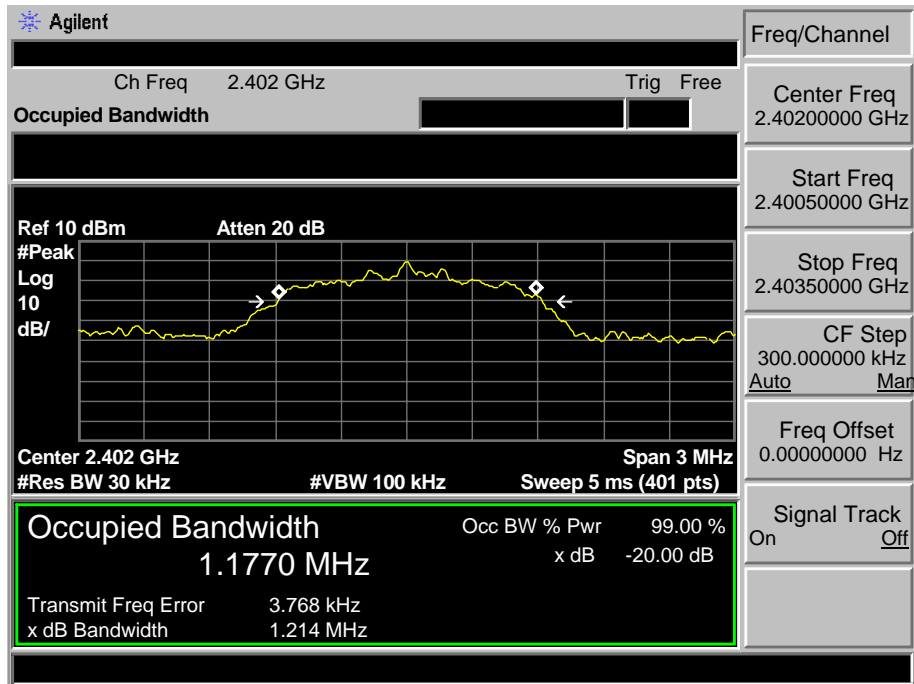 Agilent
Ch Freq 2.402 GHz Trig Free
Occupied Bandwidth
Ref 10 dBm Atten 20 dB
#Peak
Log
10
dB/
Center 2.402 GHz Span 3 MHz
#Res BW 30 kHz #VBW 100 kHz Sweep 5 ms (401 pts)
Occupied Bandwidth Occ BW % Pwr 99.00 %
1.1770 MHz x dB -20.00 dB
Transmit Freq Error 3.768 kHz
x dB Bandwidth 1.214 MHz
Freq/Channel
Center Freq
2.40200000 GHz
Start Freq
2.40050000 GHz
Stop Freq
2.40350000 GHz
CF Step
300.000000 kHz
Auto Man
Freq Offset
0.00000000 Hz
Signal Track
On Off